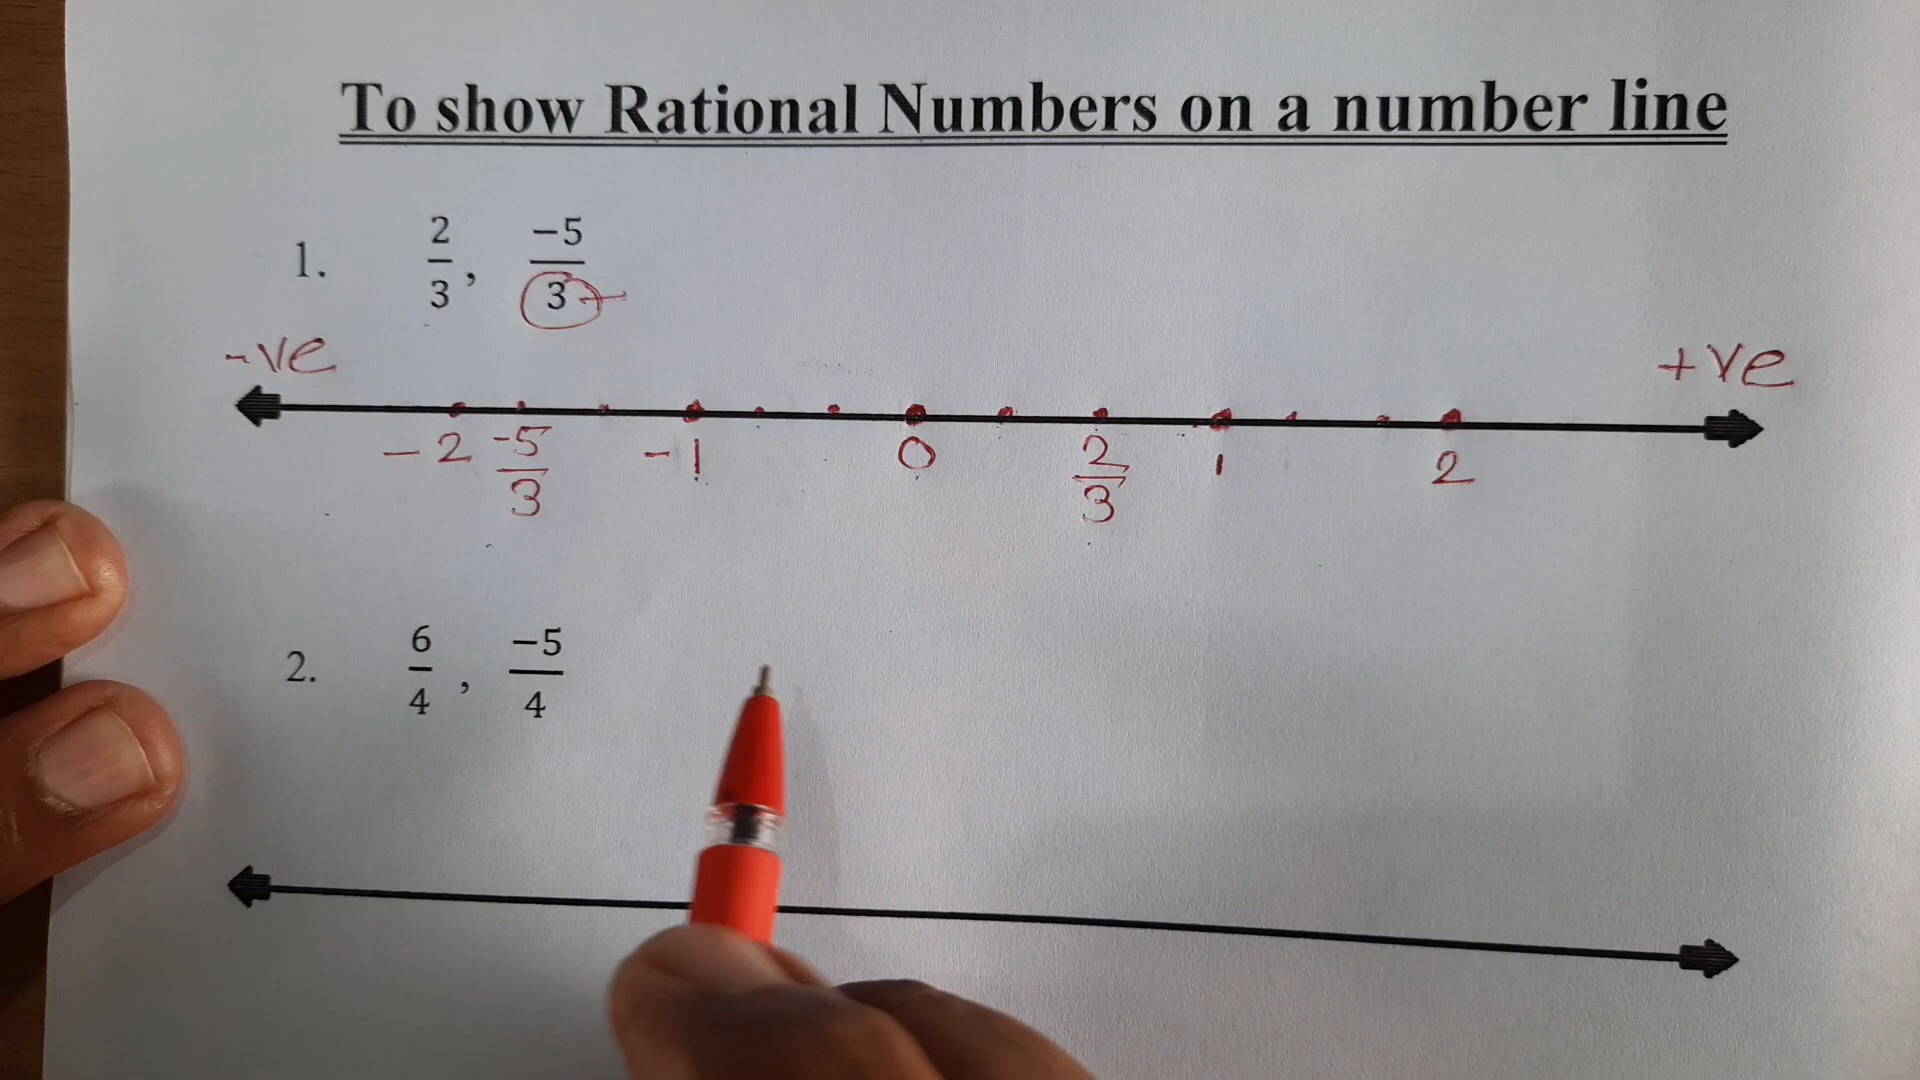 To show Rational Numbers on a number line
1. 2/3, -5/3
-ve +ve
-2 -5/3 -1 0 2/3 1 2
2. 6/4, -5/4